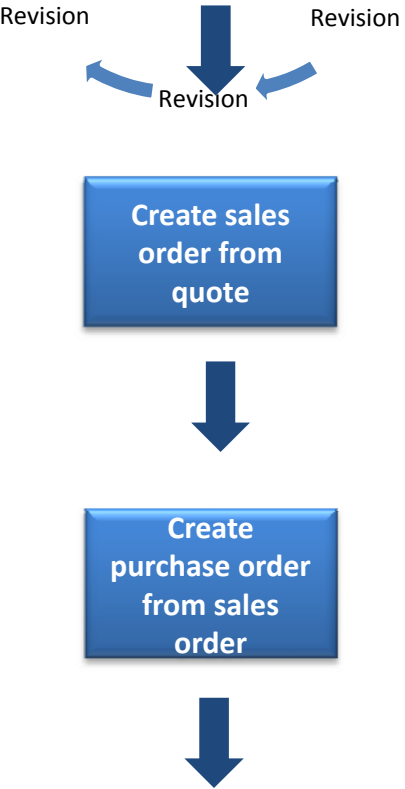 Revision
Revision
Revision
Create sales
order from
quote
Create
purchase order
from sales
order